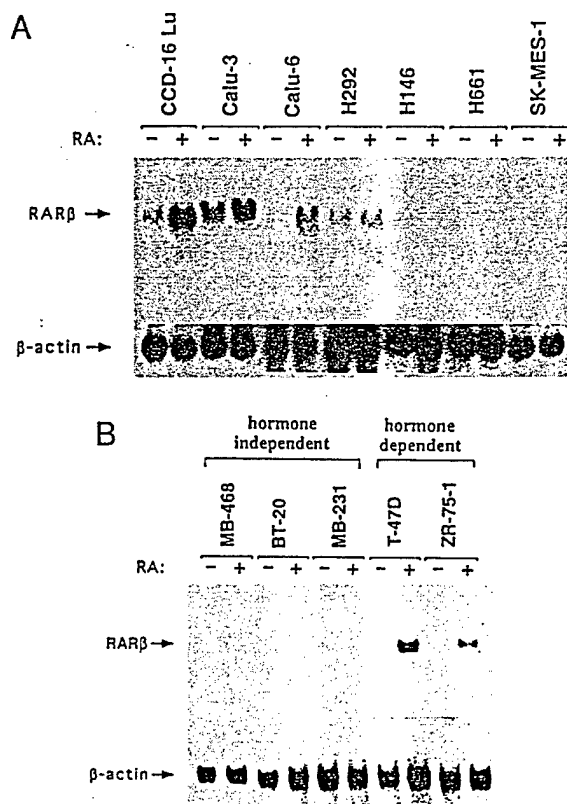 A
CCD-16 Lu
Calu-3
Calu-6
H292
H146
H661
SK-MES-1
RA: - + - + - + - + - + - + - +
RARβ →
β-actin →
B
hormone independent
hormone dependent
MB-468
BT-20
MB-231
T-47D
ZR-75-1
RA: - + - + - + - + - +
RARβ →
β-actin →